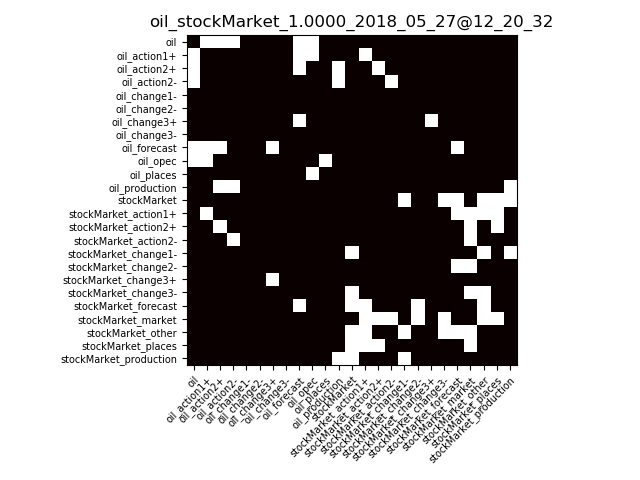 oil_stockMarket_1.0000_2018_05_27@12_20_32
oil
oil_action1+
oil_action2+
oil_action2-
oil_change1-
oil_change2-
oil_change3+
oil_change3-
oil_forecast
oil_opec
oil_places
oil_production
stockMarket
stockMarket_action1+
stockMarket_action2+
stockMarket_action2-
stockMarket_change1-
stockMarket_change2-
stockMarket_change3+
stockMarket_change3-
stockMarket_forecast
stockMarket_market
stockMarket_other
stockMarket_places
stockMarket_production
oil
oil_action1+
oil_action2+
oil_action2-
oil_change1-
oil_change2-
oil_change3+
oil_change3-
oil_forecast
oil_opec
oil_places
oil_production
stockMarket
stockMarket_action1+
stockMarket_action2+
stockMarket_action2-
stockMarket_change1-
stockMarket_change2-
stockMarket_change3+
stockMarket_change3-
stockMarket_forecast
stockMarket_market
stockMarket_other
stockMarket_places
stockMarket_production